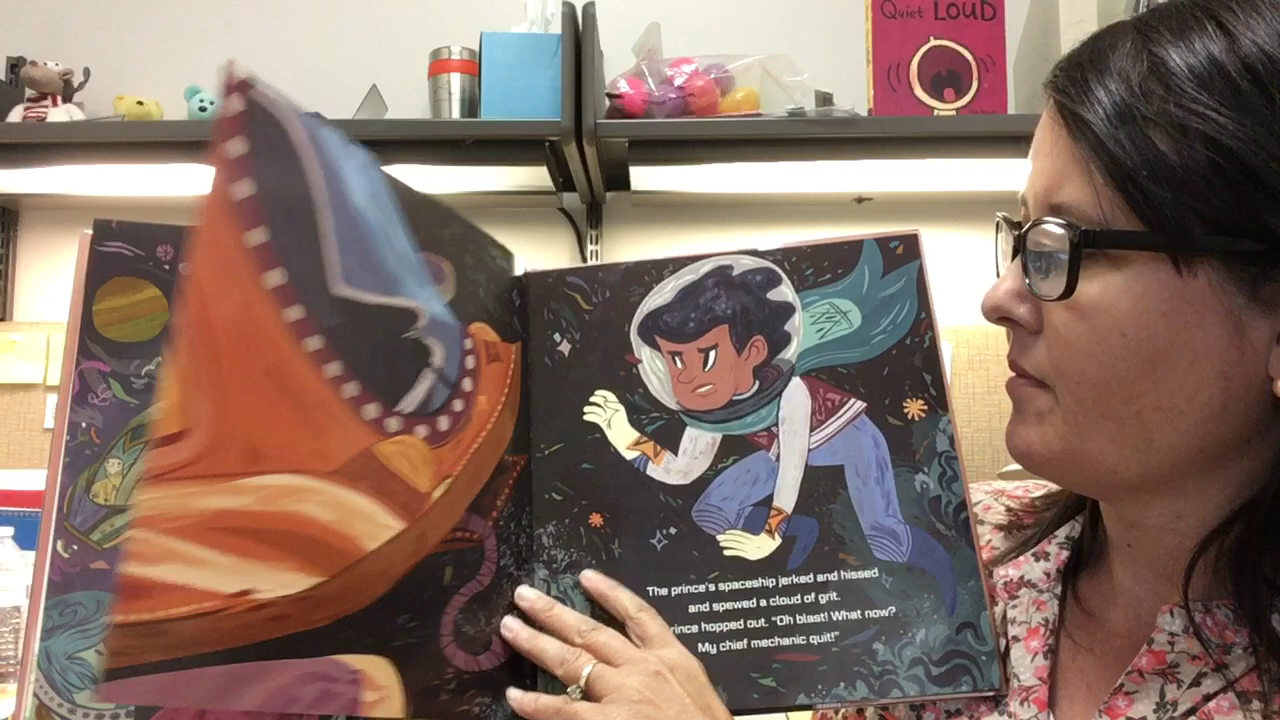 Quiet LOUD
The prince's spaceship jerked and hissed
and spewed a cloud of grit.
rince hopped out. "Oh blast! What now?
My chief mechanic quit!"